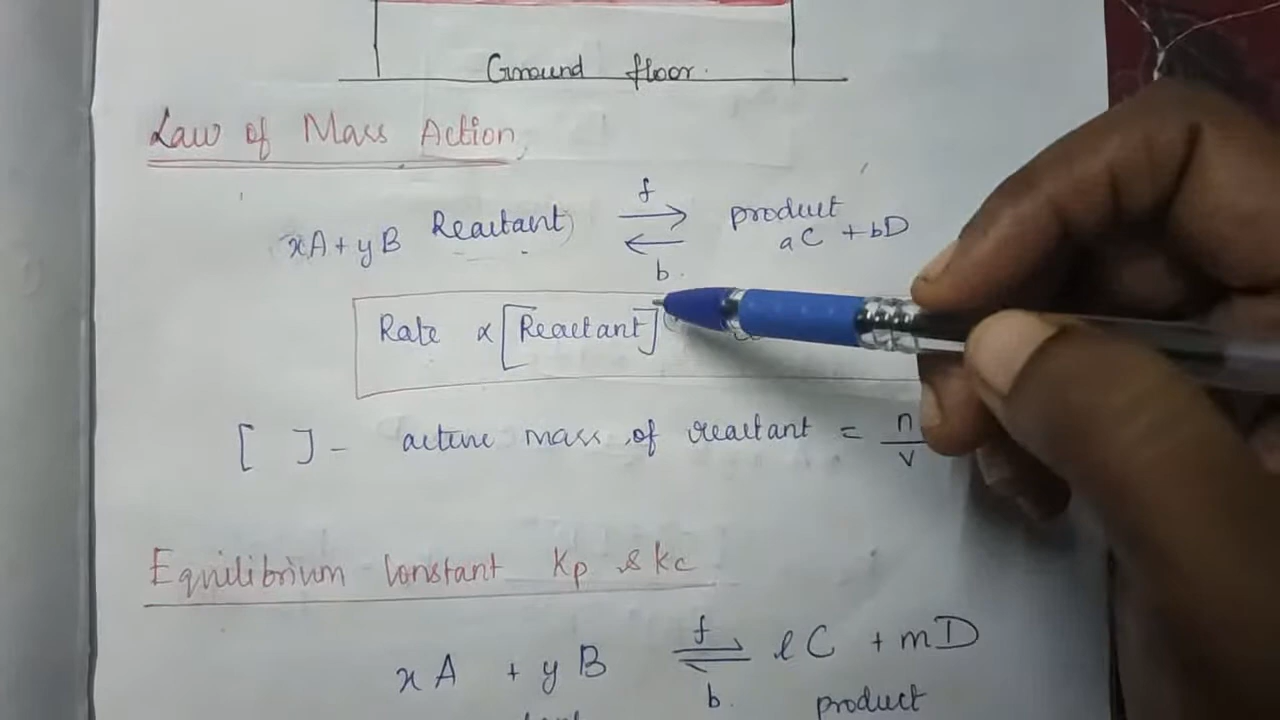 Ground floor.
Law of Mass Action,
f
xA + yB Reactant ⇌ product
aC + bD
b.
Rate ∝ [Reactant]
[ ] - active mass of reactant = n/v
Equilibrium Constant Kp & Kc
f
xA + yB ⇌ lC + mD
b. product